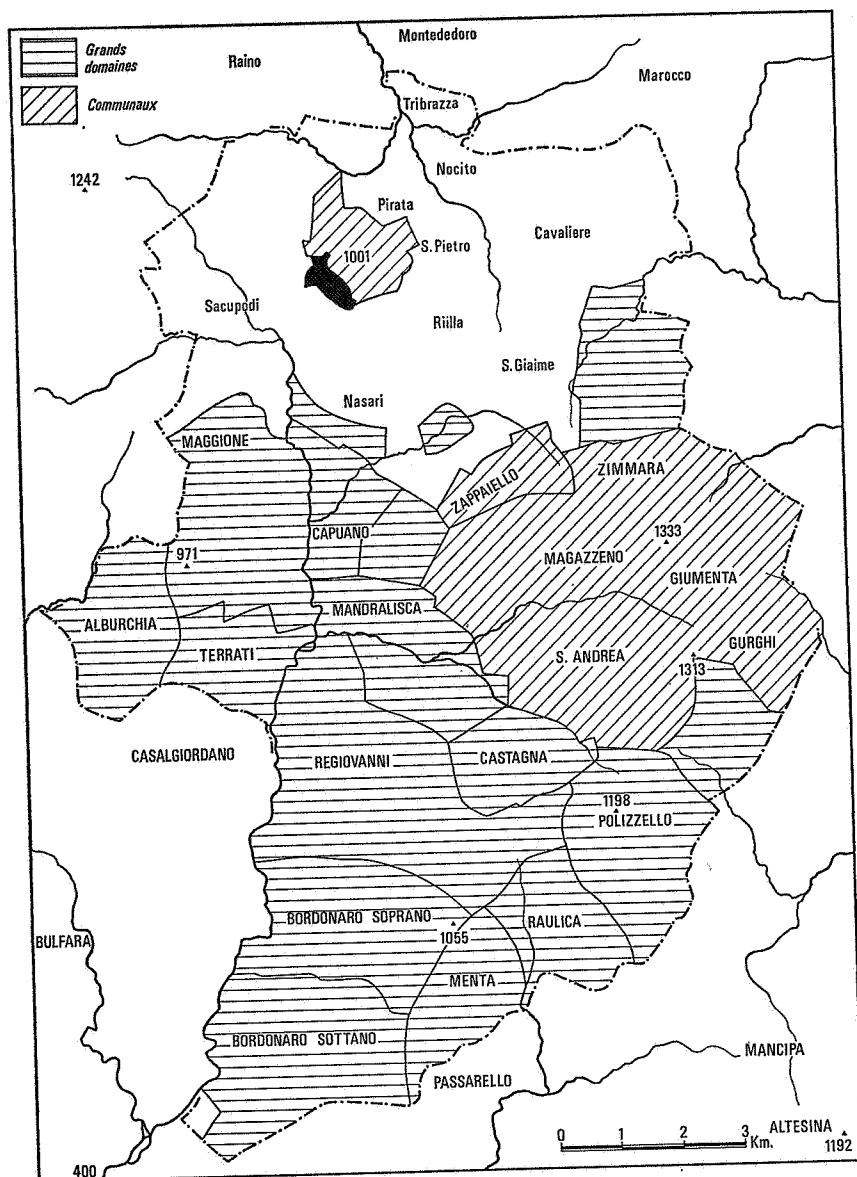 Grands
domaines
Communaux
Raino
Montededoro
Marocco
Tribrazza
Nocito
1242
Pirata
Cavaliere
S. Pietro
1001
Sacupodi
Riilla
S. Giaime
Nasari
MAGGIONE
ZAPPAIELLO
ZIMMARA
CAPUANO
1333
971
MAGAZZENO
GIUMENTA
MANDRALISCA
ALBURCHIA
GURGHI
TERRATI
S. ANDREA
1313
CASALGIORDANO
REGIOVANNI
CASTAGNA
1198
POLIZZELLO
BORDONARO SOPRANO
RAULICA
1055
BULFARA
MENTA
BORDONARO SOTTANO
MANCIPA
PASSARELLO
ALTESINA
0 1 2 3
Km.
1192
400